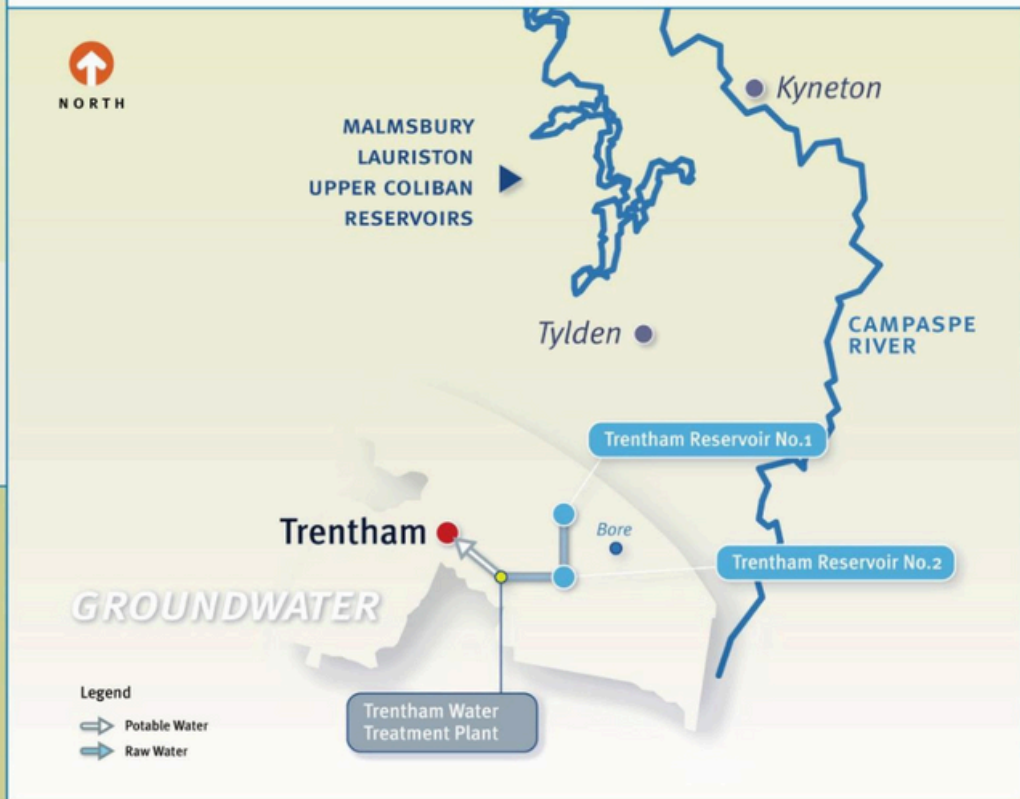 NORTH
MALMSBURY
LAURISTON
UPPER COLIBAN
RESERVOIRS
Kyneton
Tylden
CAMPASPE
RIVER
Trentham Reservoir No.1
Trentham
Bore
Trentham Reservoir No.2
GROUNDWATER
Legend
Potable Water
Raw Water
Trentham Water
Treatment Plant